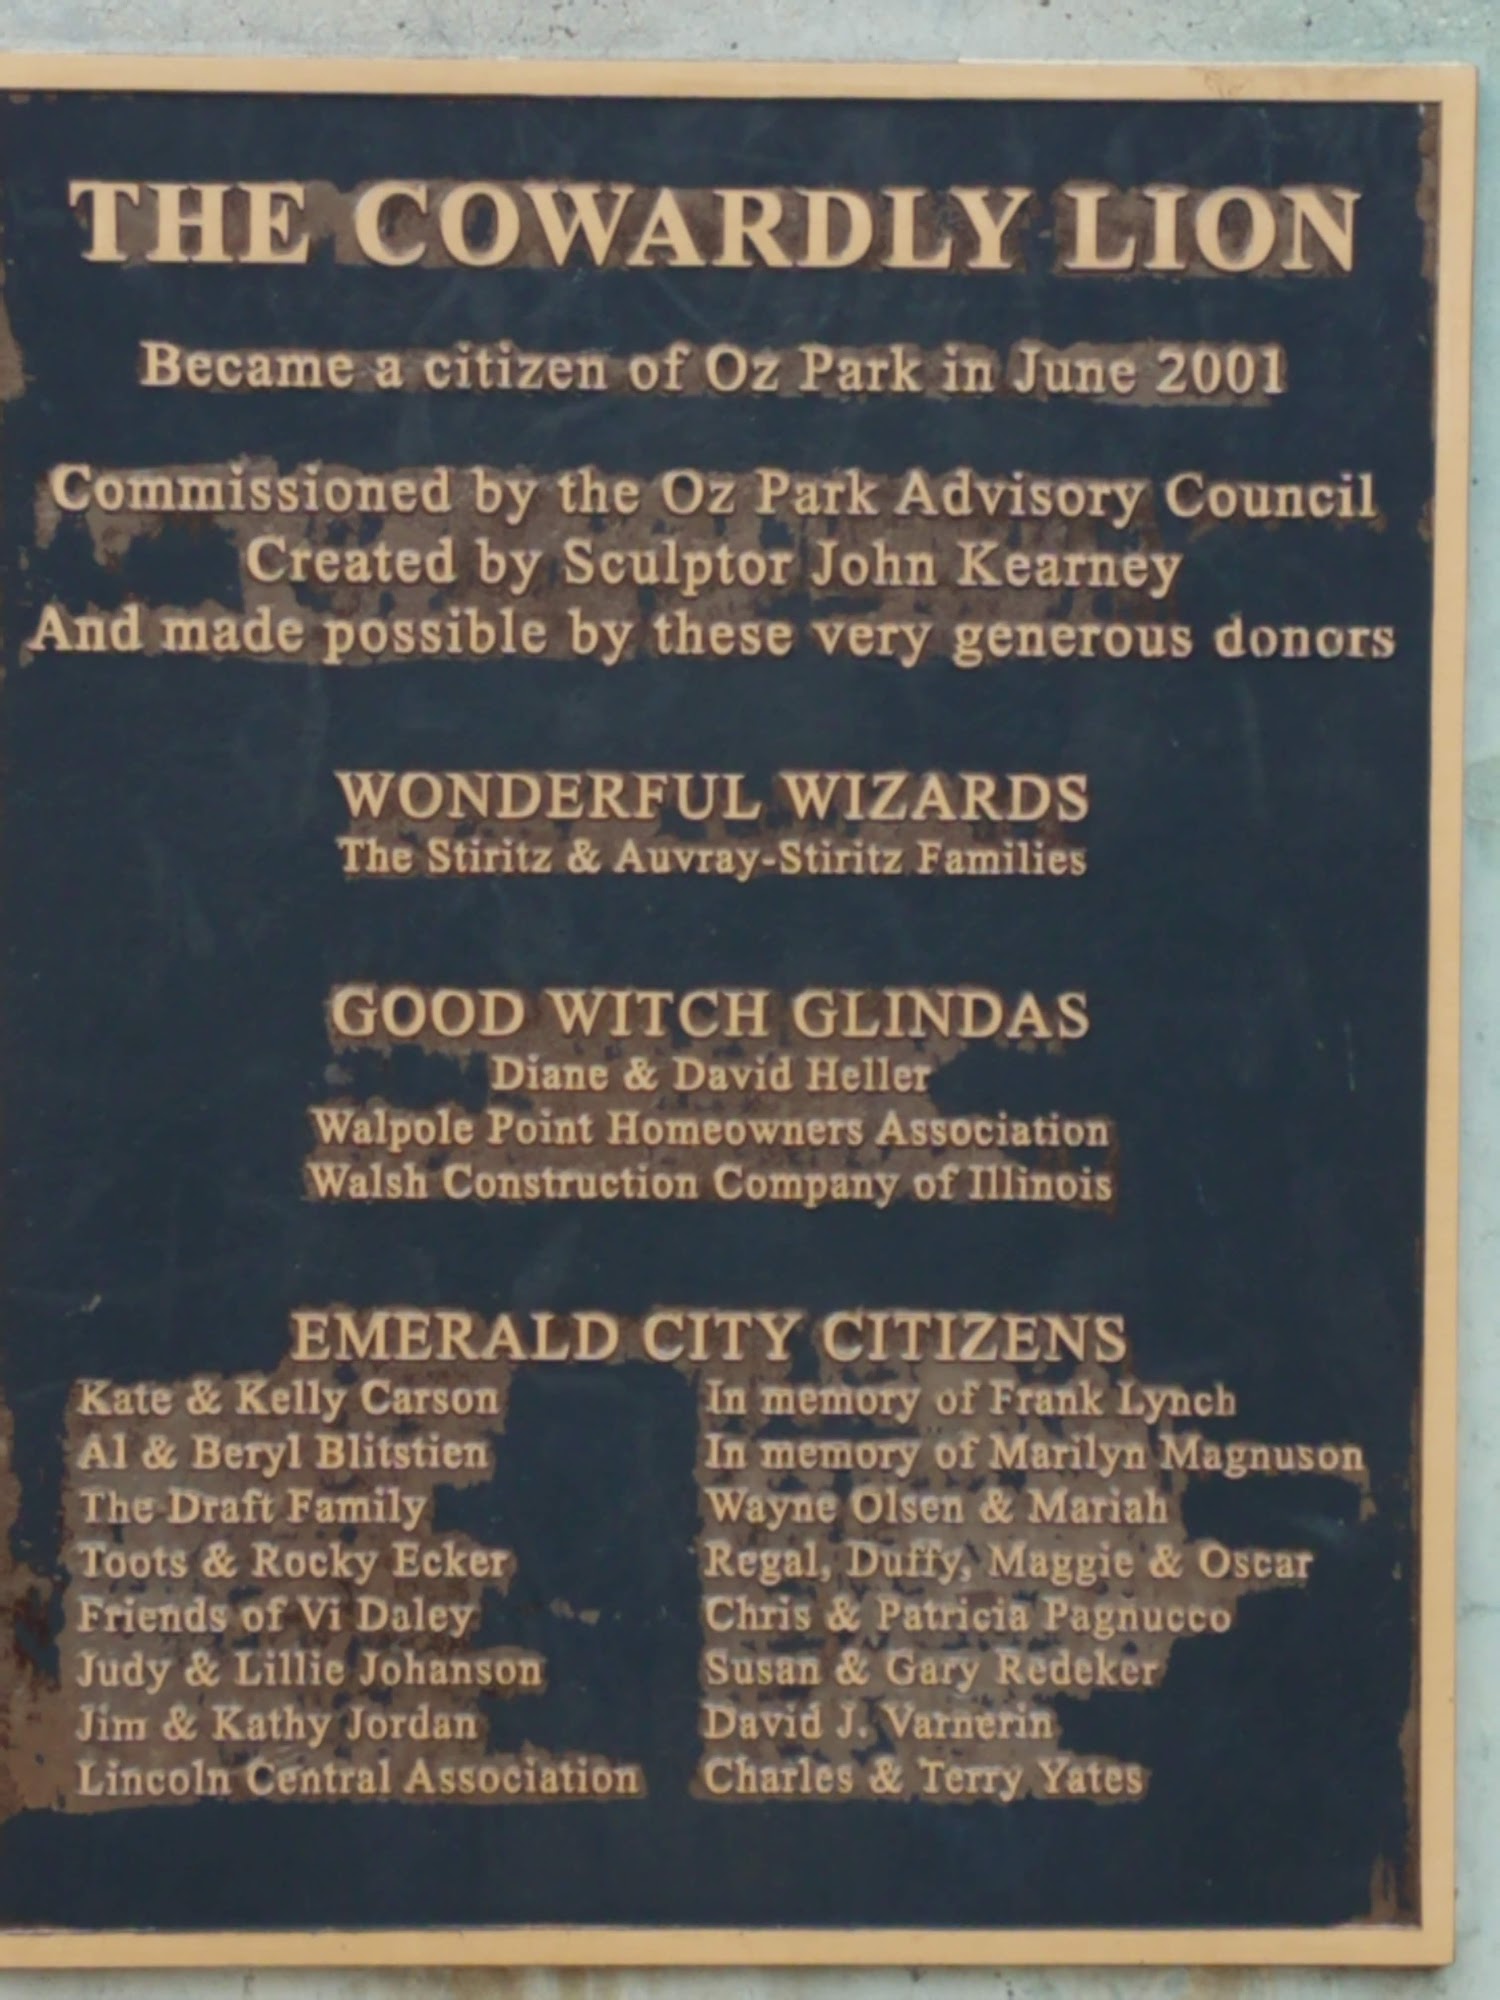 THE COWARDLY LION
Became a citizen of Oz Park in June 2001
Commissioned by the Oz Park Advisory Council
Created by Sculptor John Kearney
And made possible by these very generous donors
WONDERFUL WIZARDS
The Stiritz & Auvray-Stiritz Families
GOOD WITCH GLINDAS
Diane & David Heller
Walpole Point Homeowners Association
Walsh Construction Company of Illinois
EMERALD CITY CITIZENS
Kate & Kelly Carson
Al & Beryl Blitstien
The Draft Family
Toots & Rocky Ecker
Friends of Vi Daley
Judy & Lillie Johanson
Jim & Kathy Jordan
Lincoln Central Association
In memory of Frank Lynch
In memory of Marilyn Magnuson
Wayne Olsen & Mariah
Regal, Duffy, Maggie & Oscar
Chris & Patricia Pagnucco
Susan & Gary Redeker
David J. Varnerin
Charles & Terry Yates